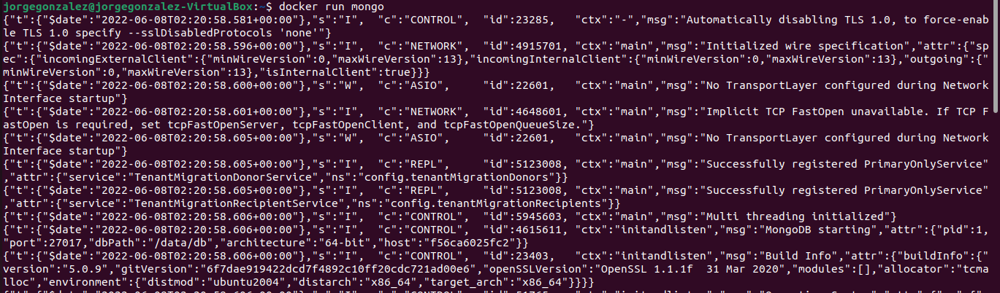 jorgegonzalez@jorgegonzalez-VirtualBox:~$ docker run mongo
{"t":{"$date":"2022-06-08T02:20:58.581+00:00"},"s":"I",  "c":"CONTROL",  "id":23285,   "ctx":"-","msg":"Automatically disabling TLS 1.0, to force-enab
le TLS 1.0 specify --sslDisabledProtocols 'none'"}
{"t":{"$date":"2022-06-08T02:20:58.596+00:00"},"s":"I",  "c":"NETWORK",  "id":4915701, "ctx":"main","msg":"Initialized wire specification","attr":{"sp
ec":{"incomingExternalClient":{"minWireVersion":0,"maxWireVersion":13},"incomingInternalClient":{"minWireVersion":0,"maxWireVersion":13},"outgoing":{"
minWireVersion":0,"maxWireVersion":13},"isInternalClient":true}}}
{"t":{"$date":"2022-06-08T02:20:58.600+00:00"},"s":"W",  "c":"ASIO",     "id":22601,   "ctx":"main","msg":"No TransportLayer configured during Network
Interface startup"}
{"t":{"$date":"2022-06-08T02:20:58.601+00:00"},"s":"I",  "c":"NETWORK",  "id":4648601, "ctx":"main","msg":"Implicit TCP FastOpen unavailable. If TCP F
astOpen is required, set tcpFastOpenServer, tcpFastOpenClient, and tcpFastOpenQueueSize."}
{"t":{"$date":"2022-06-08T02:20:58.605+00:00"},"s":"W",  "c":"ASIO",     "id":22601,   "ctx":"main","msg":"No TransportLayer configured during Network
Interface startup"}
{"t":{"$date":"2022-06-08T02:20:58.605+00:00"},"s":"I",  "c":"REPL",     "id":5123008, "ctx":"main","msg":"Successfully registered PrimaryOnlyService"
,"attr":{"service":"TenantMigrationDonorService","ns":"config.tenantMigrationDonors"}}
{"t":{"$date":"2022-06-08T02:20:58.605+00:00"},"s":"I",  "c":"REPL",     "id":5123008, "ctx":"main","msg":"Successfully registered PrimaryOnlyService"
,"attr":{"service":"TenantMigrationRecipientService","ns":"config.tenantMigrationRecipients"}}
{"t":{"$date":"2022-06-08T02:20:58.606+00:00"},"s":"I",  "c":"CONTROL",  "id":5945603, "ctx":"main","msg":"Multi threading initialized"}
{"t":{"$date":"2022-06-08T02:20:58.606+00:00"},"s":"I",  "c":"CONTROL",  "id":4615611, "ctx":"initandlisten","msg":"MongoDB starting","attr":{"pid":1,
"port":27017,"dbPath":"/data/db","architecture":"64-bit","host":"f56ca6025fc2"}}
{"t":{"$date":"2022-06-08T02:20:58.606+00:00"},"s":"I",  "c":"CONTROL",  "id":23403,   "ctx":"initandlisten","msg":"Build Info","attr":{"buildInfo":{"
version":"5.0.9","gitVersion":"6f7dae919422dcd7f4892c10ff20cdc721ad00e6","openSSLVersion":"OpenSSL 1.1.1f  31 Mar 2020","modules":[],"allocator":"tcma
lloc","environment":{"distmod":"ubuntu2004","distarch":"x86_64","target_arch":"x86_64"}}}}